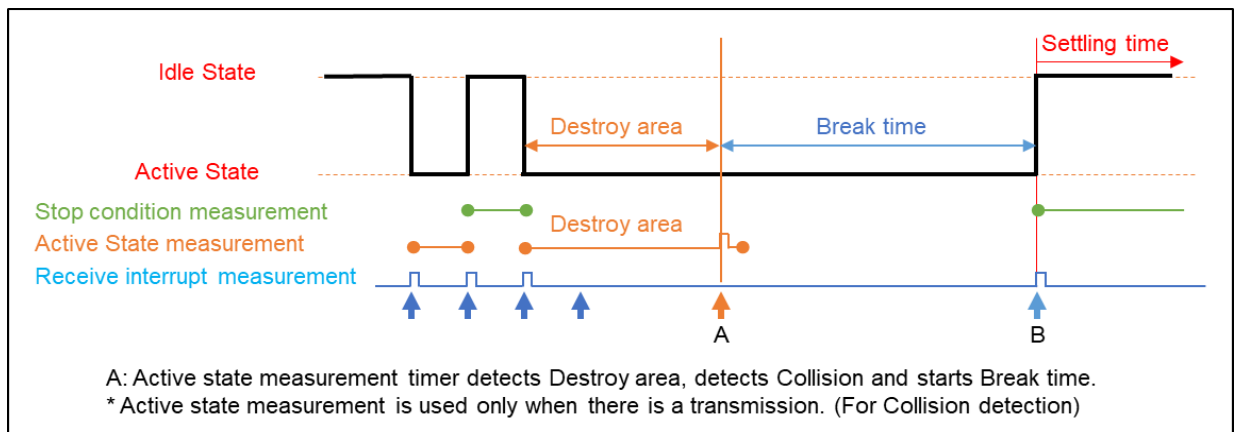 Settling time
Idle State
Destroy area
Break time
Active State
Stop condition measurement
Destroy area
Active State measurement
Receive interrupt measurement
A
B
A: Active state measurement timer detects Destroy area, detects Collision and starts Break time.
* Active state measurement is used only when there is a transmission. (For Collision detection)